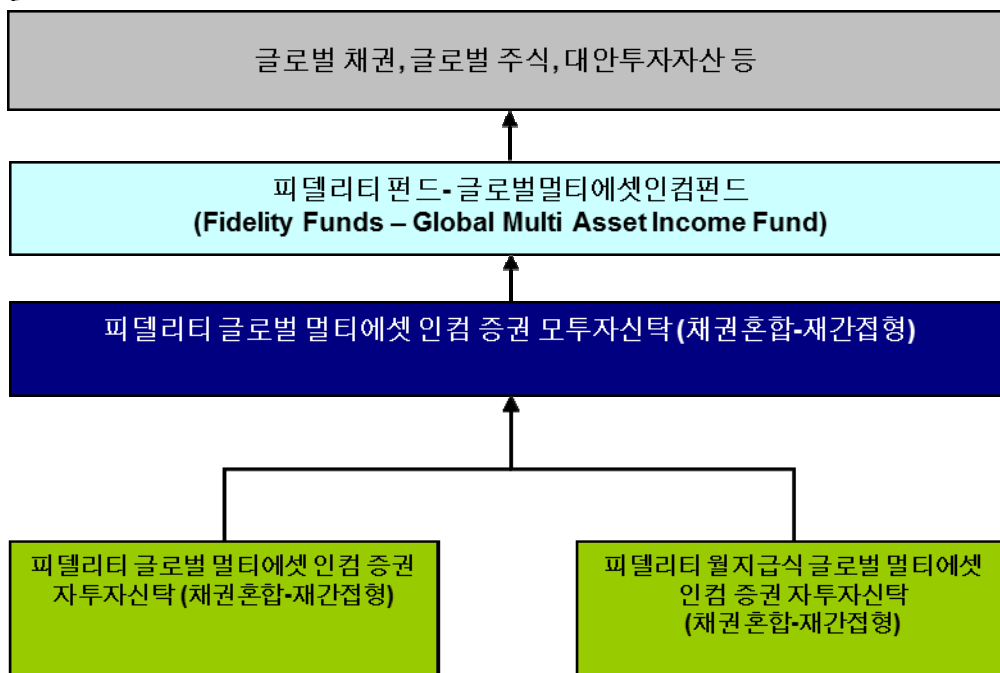 글로벌 채권, 글로벌 주식, 대안투자자산 등
피델리티 펀드- 글로벌멀티에셋인컴펀드
(Fidelity Funds – Global Multi Asset Income Fund)
피델리티 글로벌 멀티에셋 인컴 증권 모투자신탁 (채권혼합-재간접형)
피델리티 글로벌 멀티에셋 인컴 증권
자투자신탁 (채권혼합-재간접형)
피델리티 월지급식 글로벌 멀티에셋
인컴 증권 자투자신탁
(채권혼합-재간접형)